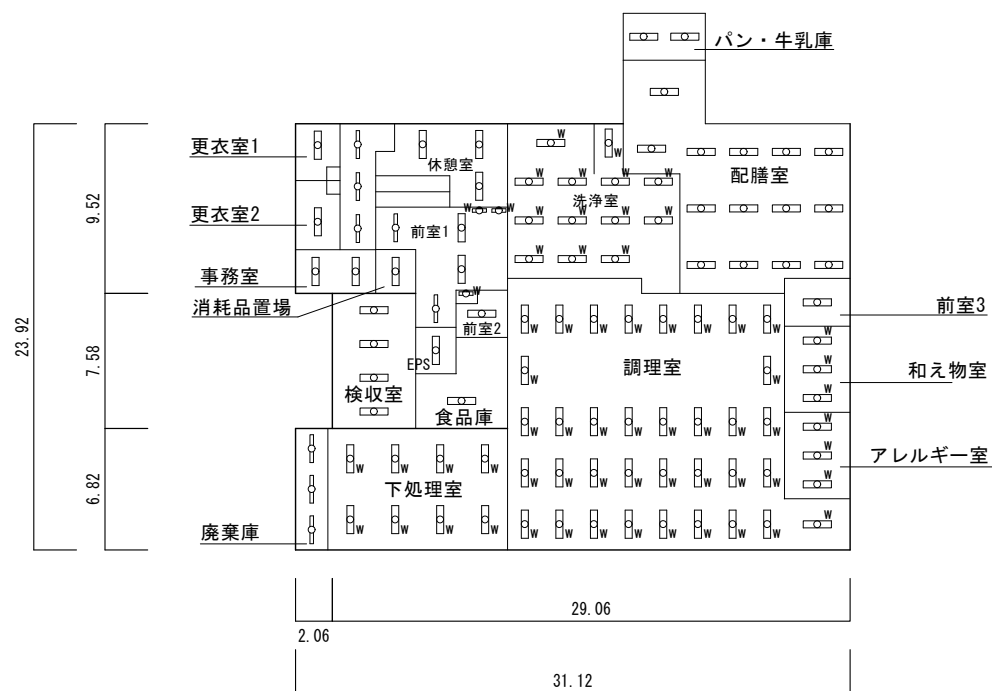 パン・牛乳庫
更衣室1
休憩室
W
W
洗浄室
配膳室
W W W W
W W
更衣室2
前室1
W W W W
事務室
W W W
消耗品置場
W
前室2
前室3
W W W W W W W W
W
EPS
調理室
W
和え物室
検収室
W W
食品庫
W
W W W W W W W W
アレルギー室
W W W W
下処理室
W W W W W W W W
W
W W W W
W W W W W W W W
W
廃棄庫
23.92
9.52
7.58
6.82
29.06
2.06
31.12